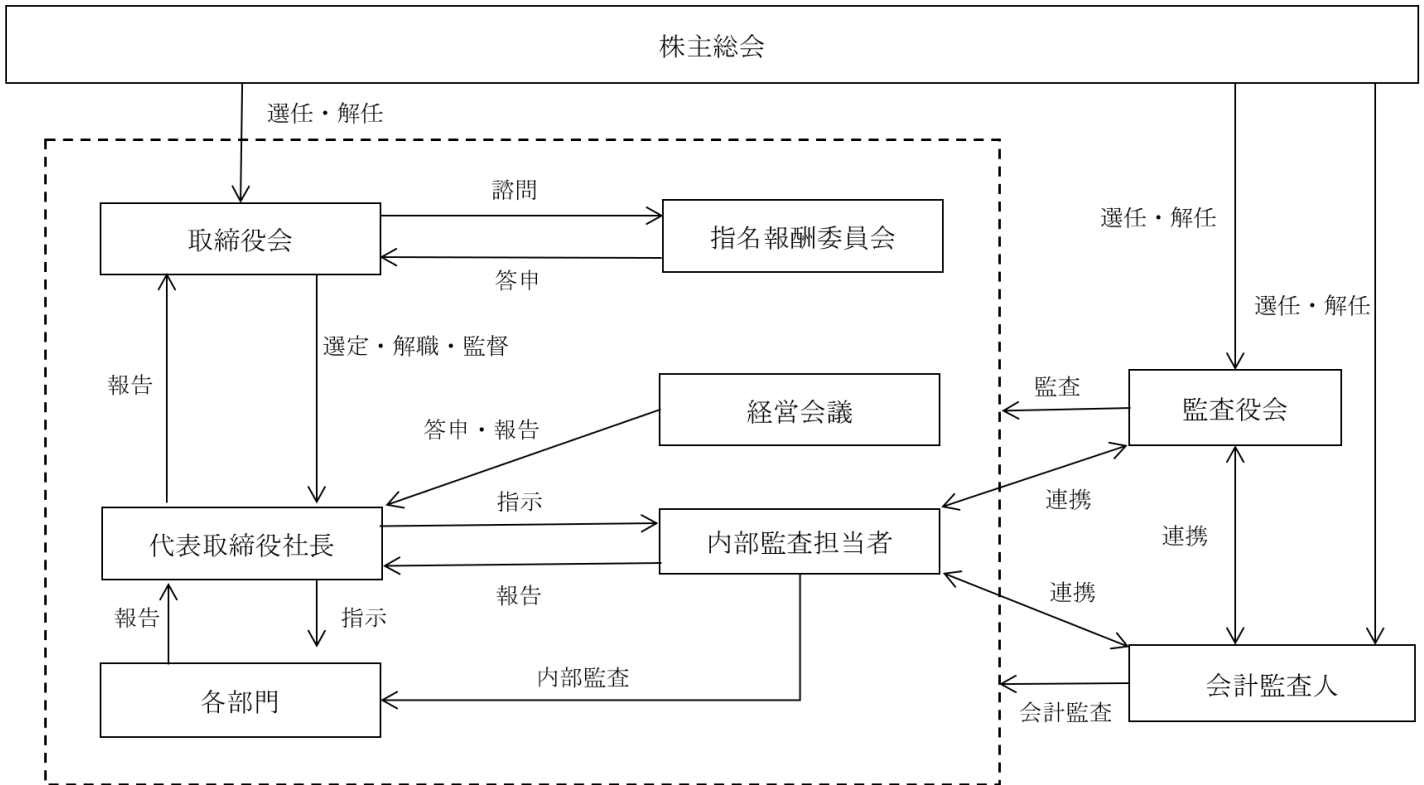 株主総会
選任・解任
諮問
取締役会
指名報酬委員会
選任・解任
答申
選任・解任
選定・解職・監督
報告
監査
経営会議
監査役会
答申・報告
指示
連携
代表取締役社長
内部監査担当者
連携
報告
連携
報告
指示
内部監査
各部門
会計監査人
会計監査